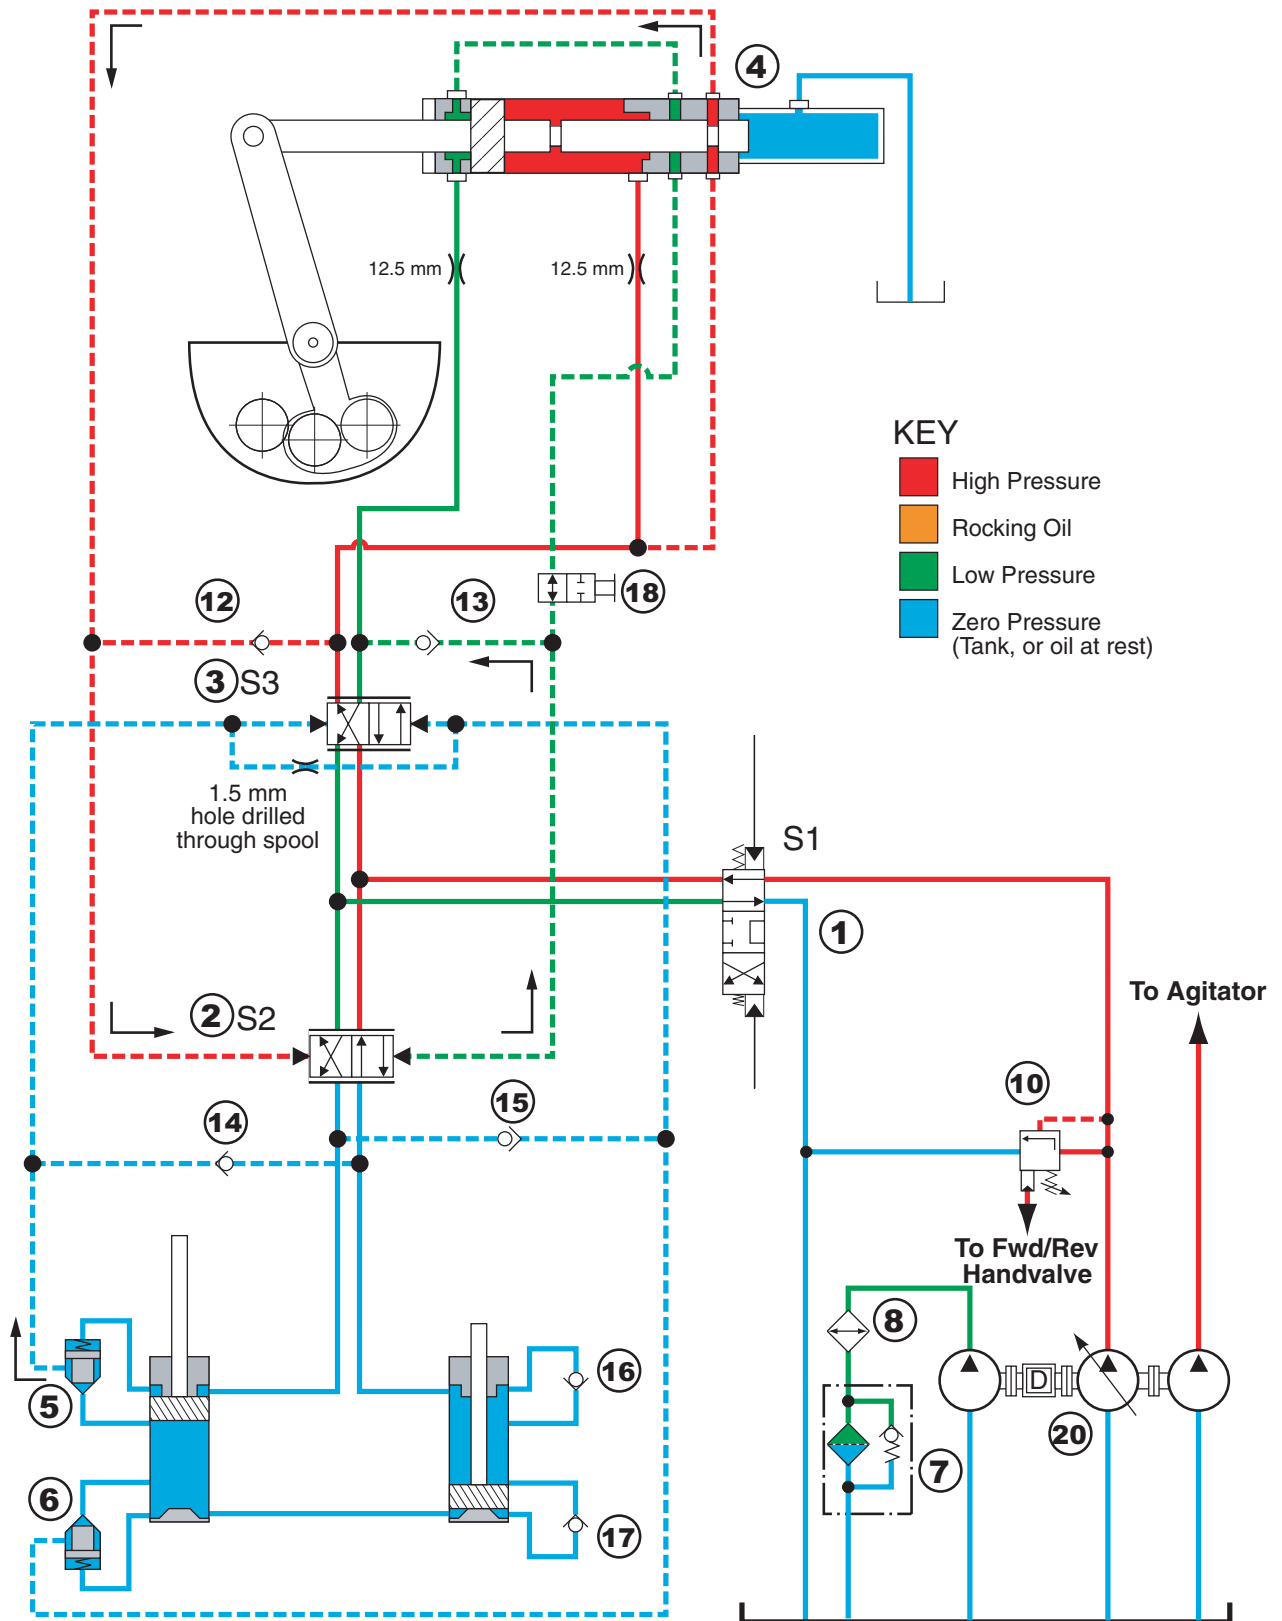 4
12.5 mm
12.5 mm
KEY
High Pressure
Rocking Oil
Low Pressure
Zero Pressure
(Tank, or oil at rest)
18
12
13
3 S3
1.5 mm
hole drilled
through spool
S1
1
To Agitator
2 S2
10
15
14
To Fwd/Rev
Handvalve
8
16
5
D
20
7
6
17